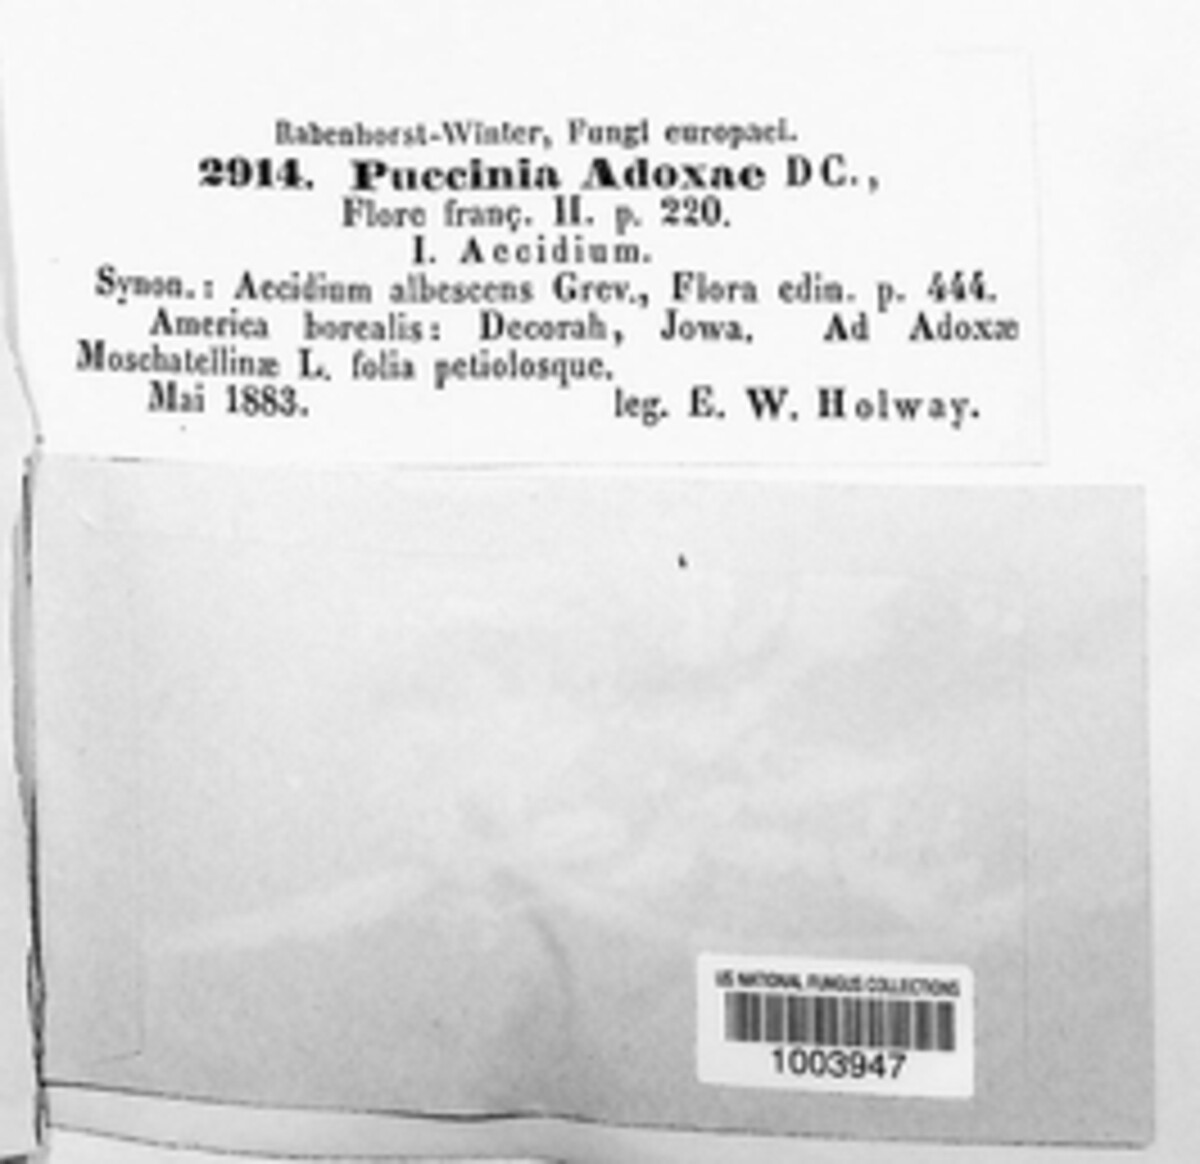 Rabenhorst-Winter, Fungi europaei.
2914. Puccinia Adoxae DC.,
Flore franç. II. p. 220.
I. Aecidium.
Synon.: Aecidium albescens Grev., Flora edin. p. 444.
America borealis: Decorah, Jowa. Ad Adoxæ
Moschatellinæ L. folia petiolosque.
Mai 1883. leg. E. W. Holway.
US NATIONAL FUNGUS COLLECTIONS
1003947